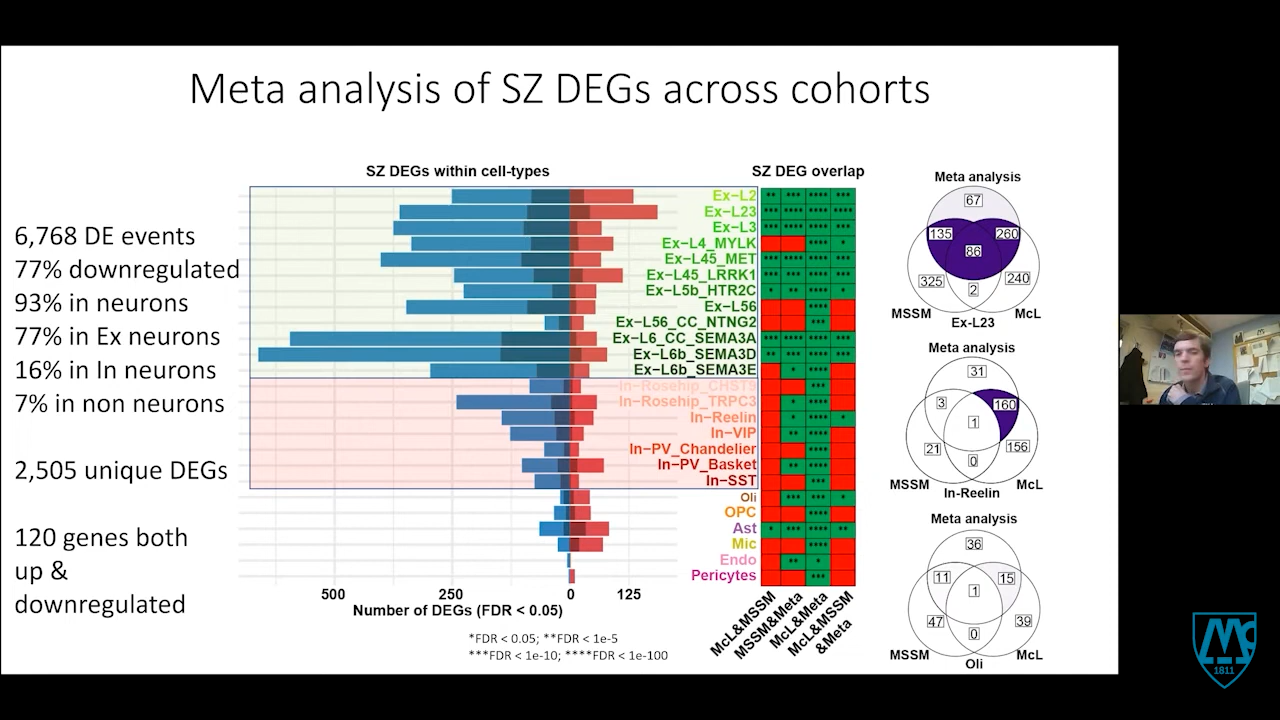 Meta analysis of SZ DEGs across cohorts
6,768 DE events
77% downregulated
93% in neurons
77% in Ex neurons
16% in In neurons
7% in non neurons
2,505 unique DEGs
120 genes both
up &
downregulated
SZ DEGs within cell-types
SZ DEG overlap
Ex-L2 ** *** **** ***
Ex-L23 *** **** **** ****
Ex-L3 *** **** **** ***
Ex-L4_MYLK **** *
Ex-L45_MET *** **** **** ***
Ex-L45_LRRK1 *** *** **** ***
Ex-L5b_HTR2C * ** **** *
Ex-L56 ****
Ex-L56_CC_NTNG2 ***
Ex-L6_CC_SEMA3A *** **** **** ***
Ex-L6b_SEMA3D ** *** **** ***
Ex-L6b_SEMA3E * ****
In-Rosehip_CHST9 ***
In-Rosehip_TRPC3 * ****
In-Reelin * **** *
In-VIP ** ****
In-PV_Chandelier ****
In-PV_Basket ** ****
In-SST ***
Oli *** *** *
OPC ****
Ast * *** **** **
Mic ****
Endo ** *
Pericytes ***
500 250 0 125
Number of DEGs (FDR < 0.05)
*FDR < 0.05; **FDR < 1e-5
***FDR < 1e-10; ****FDR < 1e-100
McL&MSSM
MSSM&Meta
McL&Meta
McL&MSSM
&Meta
Meta analysis
67
135 260
86
325 240
2
MSSM McL
Ex-L23
Meta analysis
31
3 160
1
21 156
0
MSSM McL
In-Reelin
Meta analysis
36
11 15
1
47 39
0
MSSM McL
Oli
1811